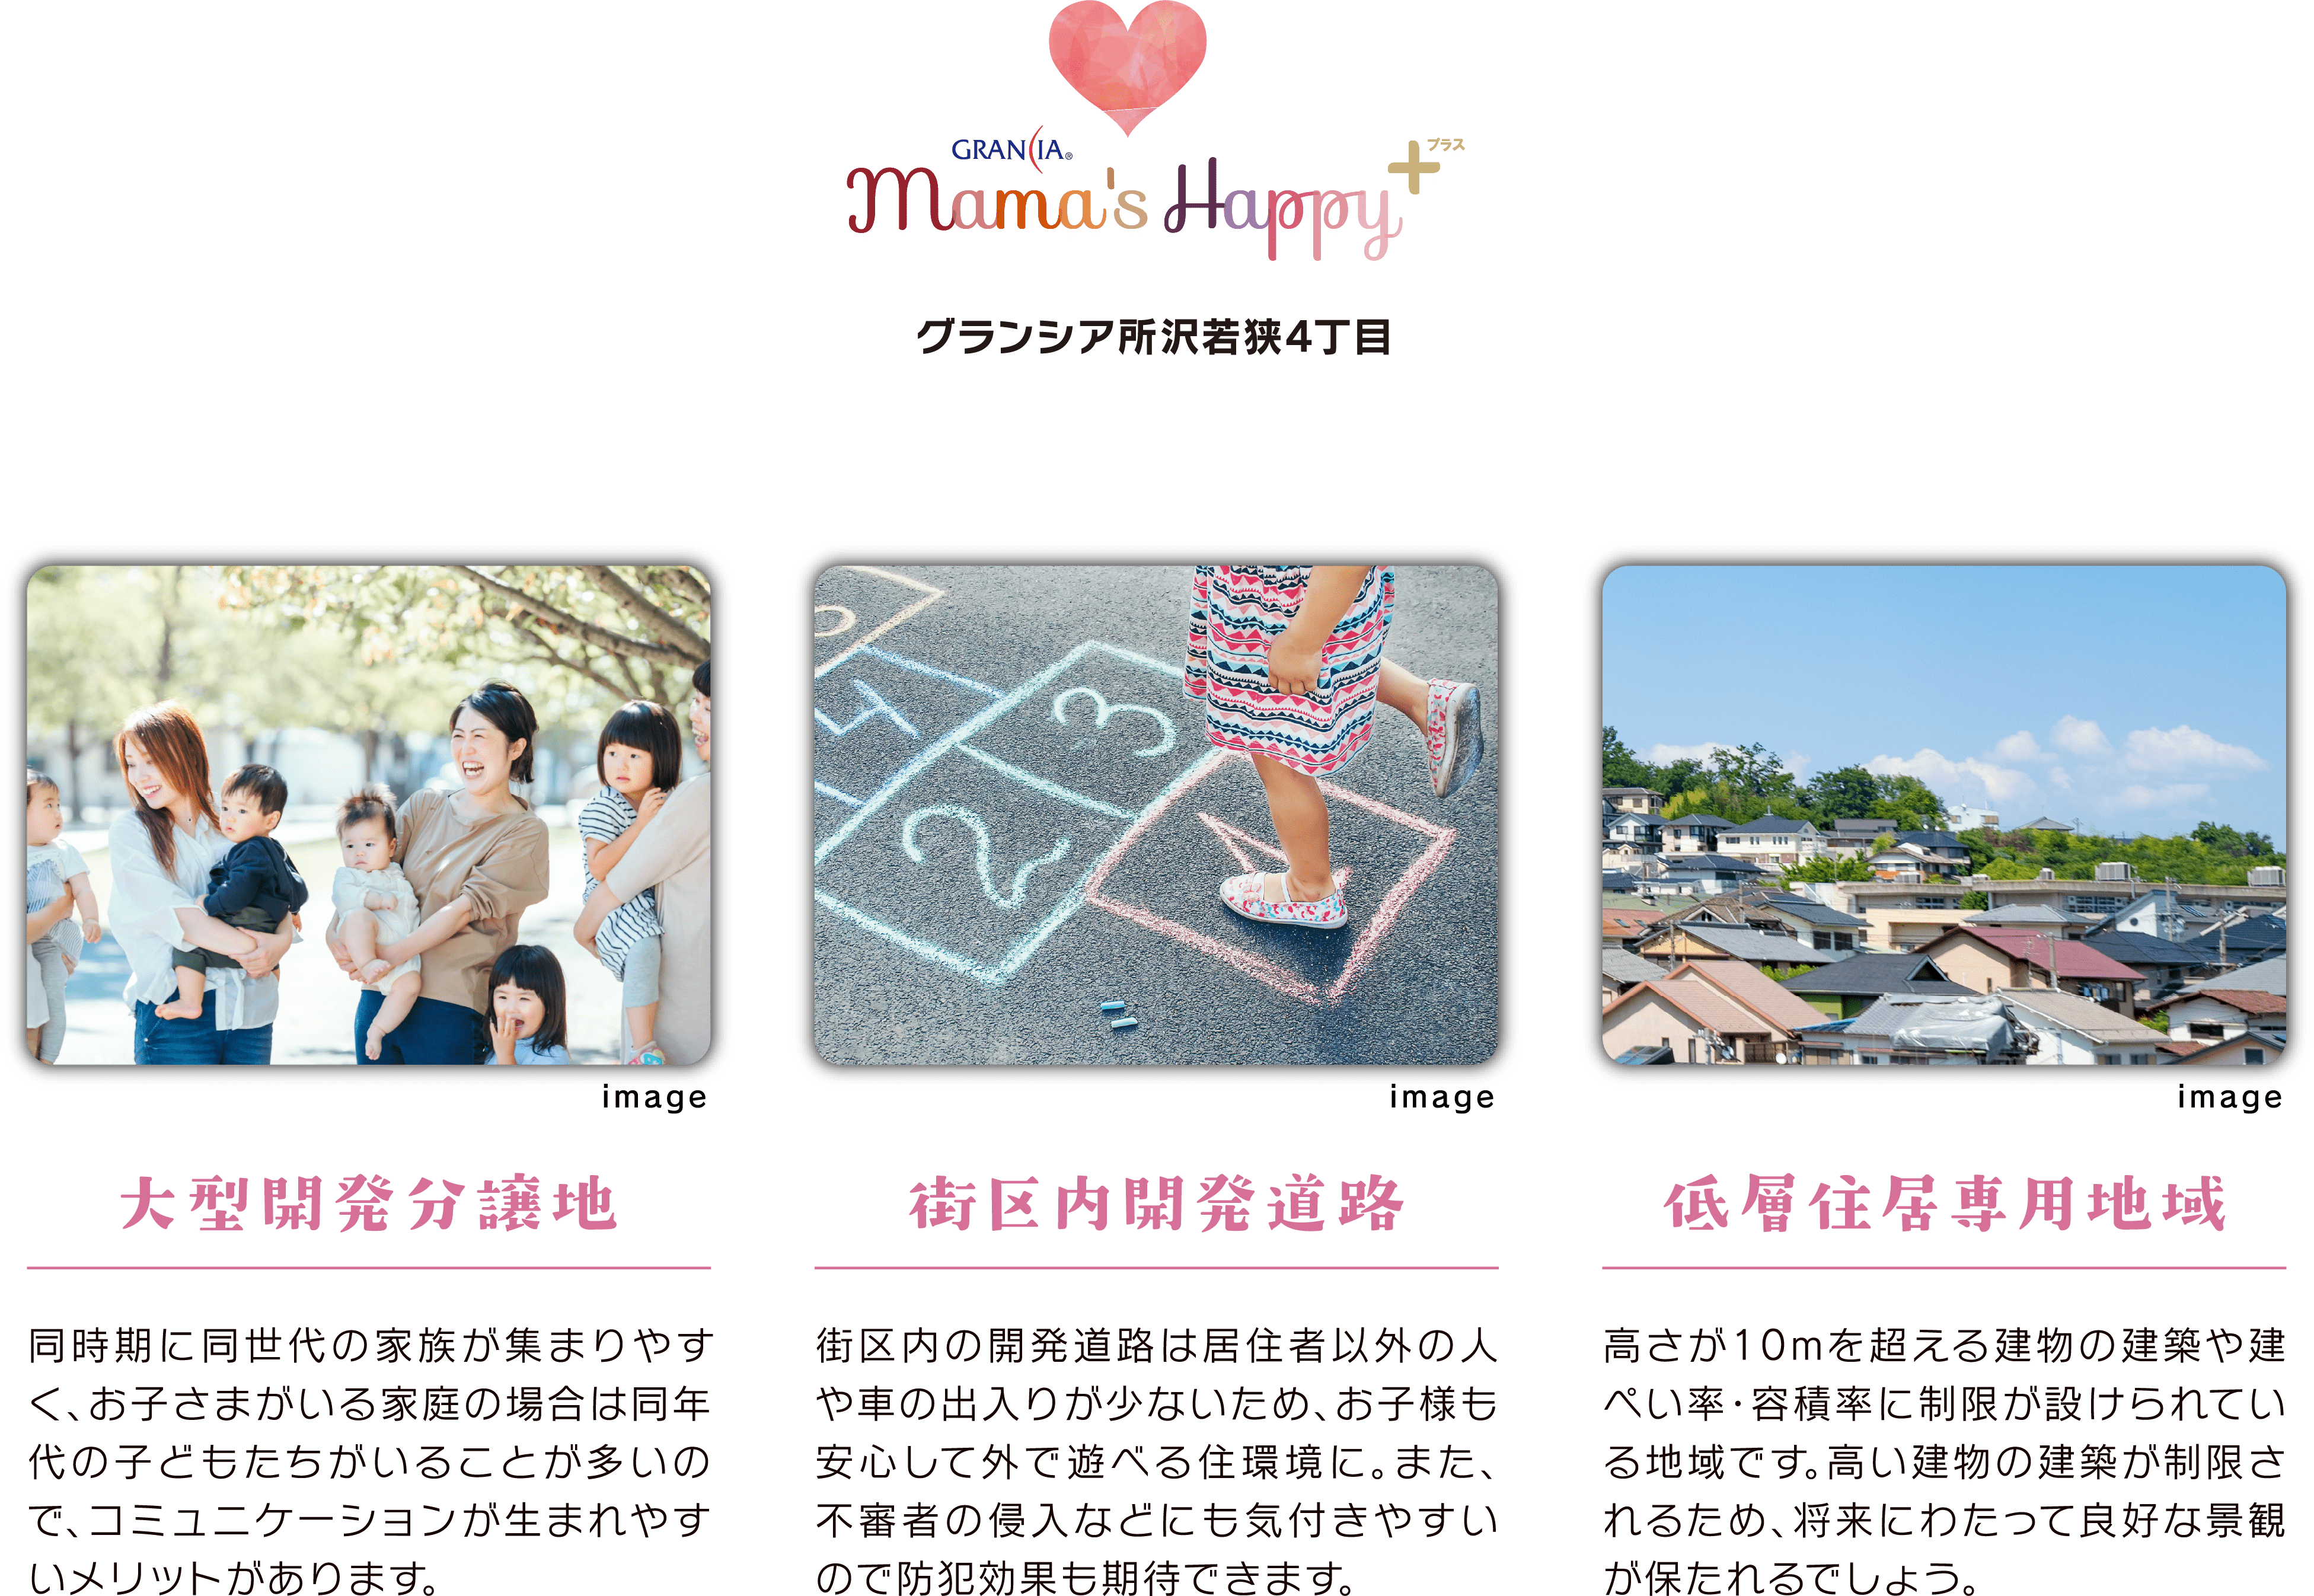 GRANCIA®
Mama's Happy+
プラス
グランシア所沢若狭4丁目
5
4
3
2
image
image
image
大型開発分譲地
同時期に同世代の家族が集まりやす
く、お子さまがいる家庭の場合は同年
代の子どもたちがいることが多いの
で、コミュニケーションが生まれやす
いメリットがあります。
街区内開発道路
街区内の開発道路は居住者以外の人
や車の出入りが少ないため、お子様も
安心して外で遊べる住環境に。また、
不審者の侵入などにも気付きやすい
ので防犯効果も期待できます。
低層住居専用地域
高さが10mを超える建物の建築や建
ぺい率・容積率に制限が設けられてい
る地域です。高い建物の建築が制限さ
れるため、将来にわたって良好な景観
が保たれるでしょう。